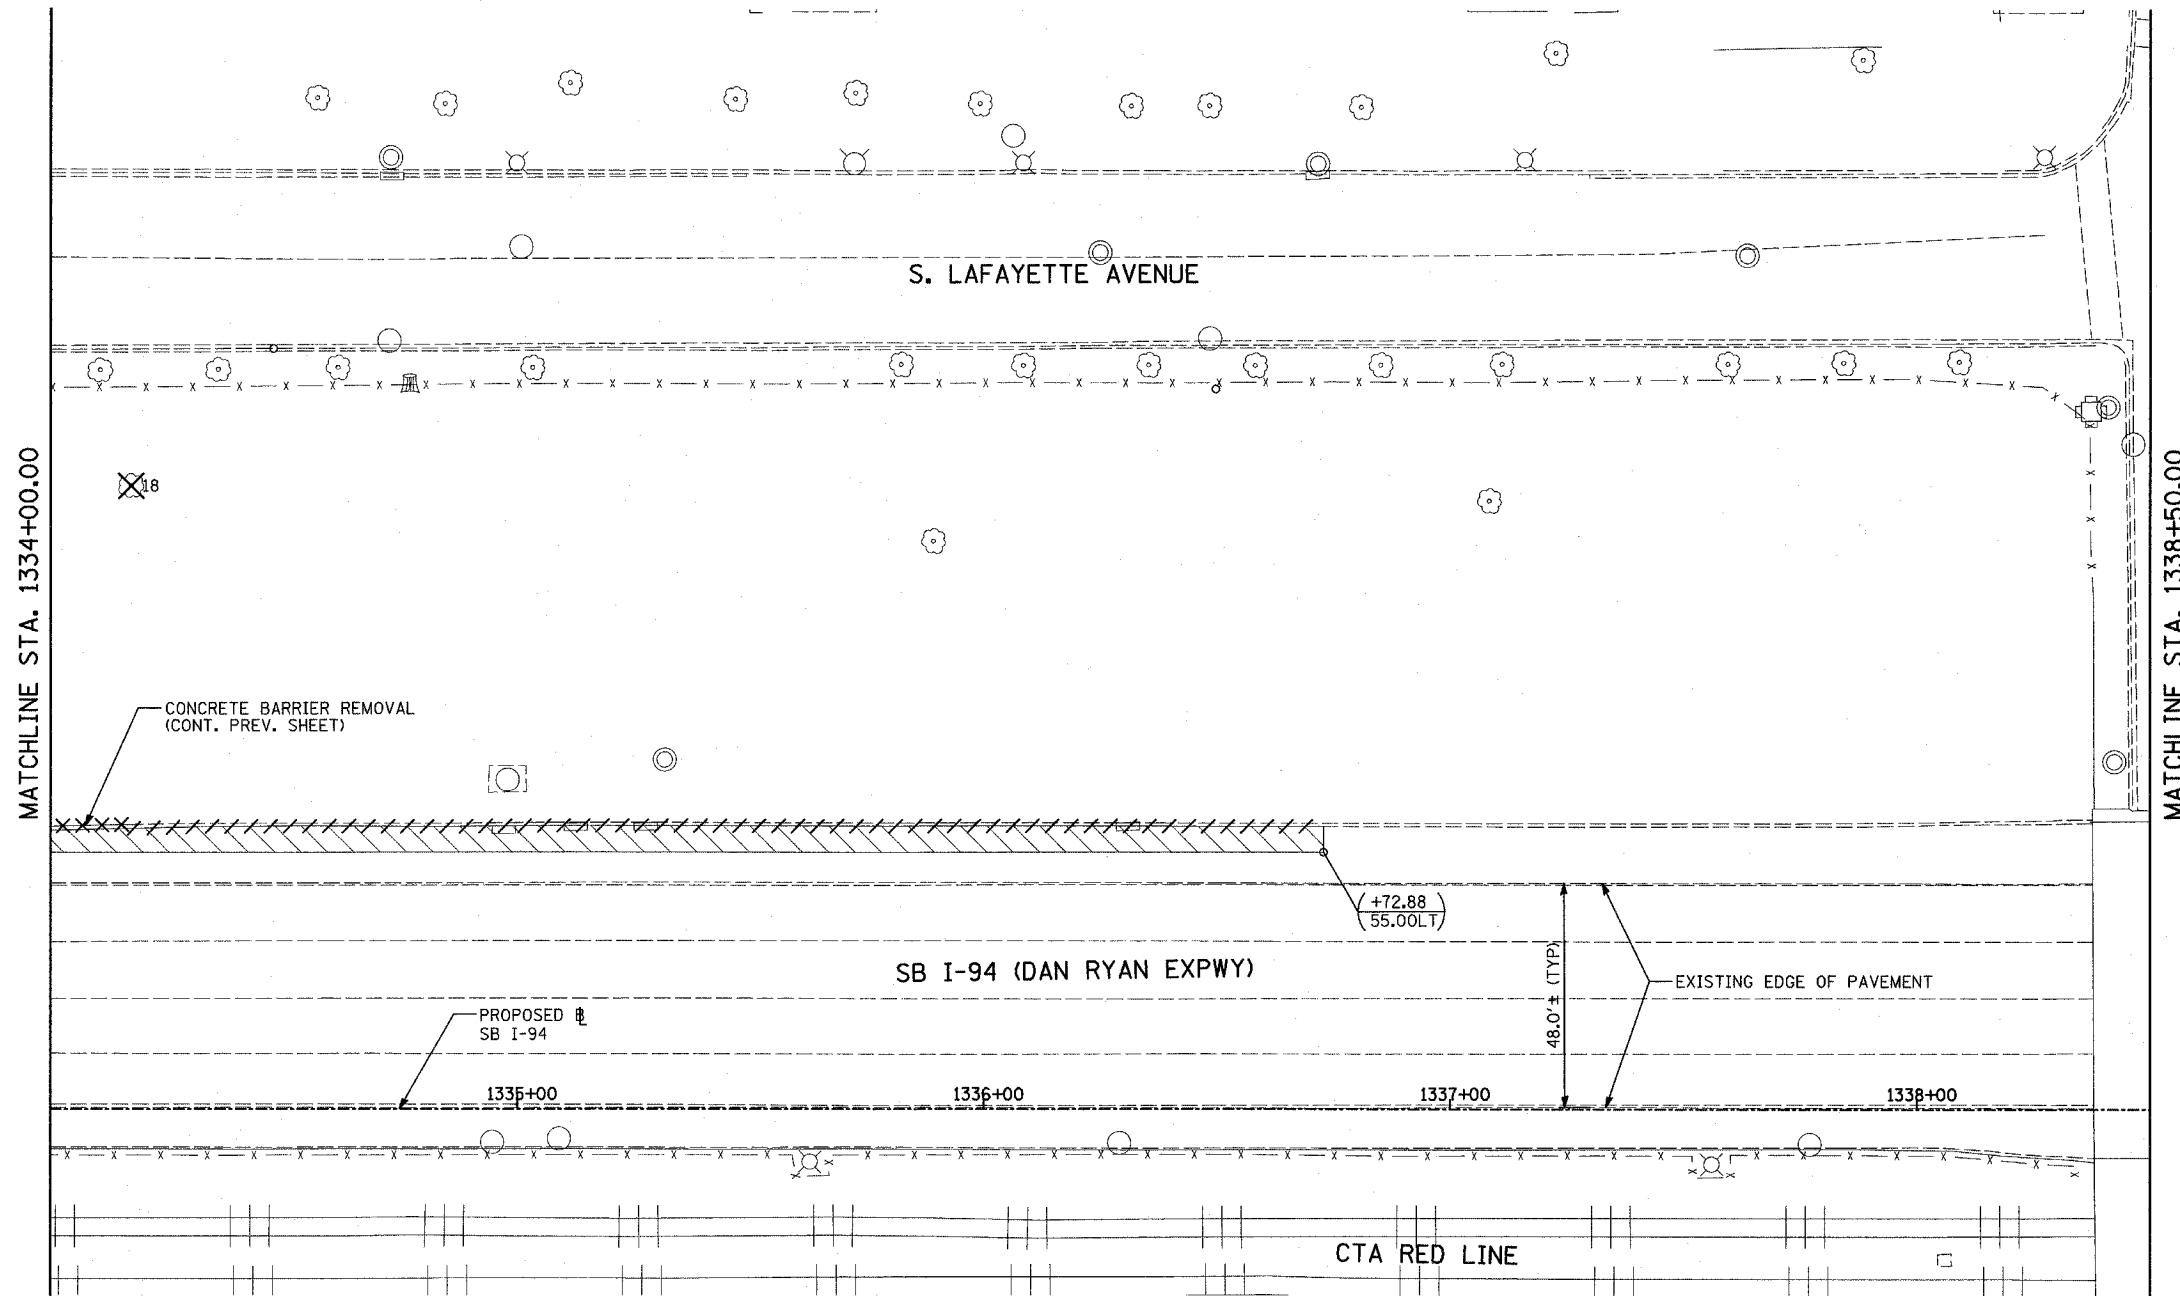 S. LAFAYETTE AVENUE
MATCHLINE STA. 1334+00.00
MATCHLINE STA. 1338+50.00
18
CONCRETE BARRIER REMOVAL
(CONT. PREV. SHEET)
+72.88
55.00LT
SB I-94 (DAN RYAN EXPWY)
48.0'± (TYP)
EXISTING EDGE OF PAVEMENT
PROPOSED ℄
SB I-94
1335+00
1336+00
1337+00
1338+00
CTA RED LINE